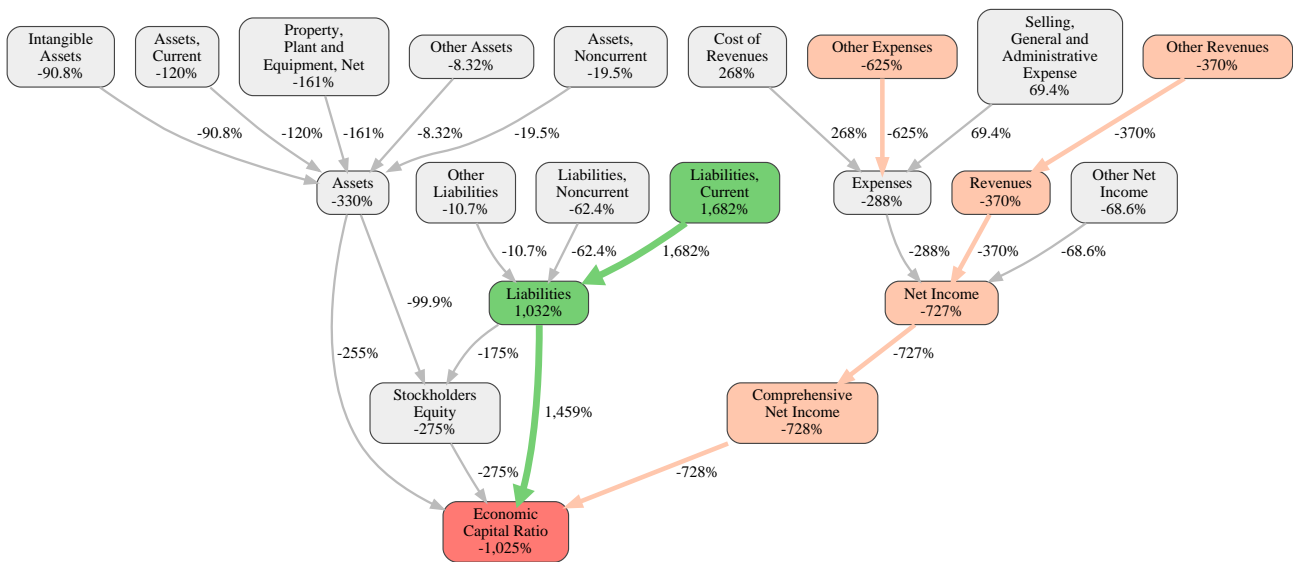 Intangible
Assets
-90.8%
Assets,
Current
-120%
Property,
Plant and
Equipment, Net
-161%
Other Assets
-8.32%
Assets,
Noncurrent
-19.5%
Cost of
Revenues
268%
Other Expenses
-625%
Selling,
General and
Administrative
Expense
69.4%
Other Revenues
-370%
-90.8%
-120%
-161%
-8.32%
-19.5%
268%
-625%
69.4%
-370%
Assets
-330%
Other
Liabilities
-10.7%
Liabilities,
Noncurrent
-62.4%
Liabilities,
Current
1,682%
Expenses
-288%
Revenues
-370%
Other Net
Income
-68.6%
-10.7%
-62.4%
1,682%
-288%
-370%
-68.6%
Liabilities
1,032%
Net Income
-727%
-99.9%
-255%
-175%
-727%
Stockholders
Equity
-275%
1,459%
Comprehensive
Net Income
-728%
-275%
-728%
Economic
Capital Ratio
-1,025%